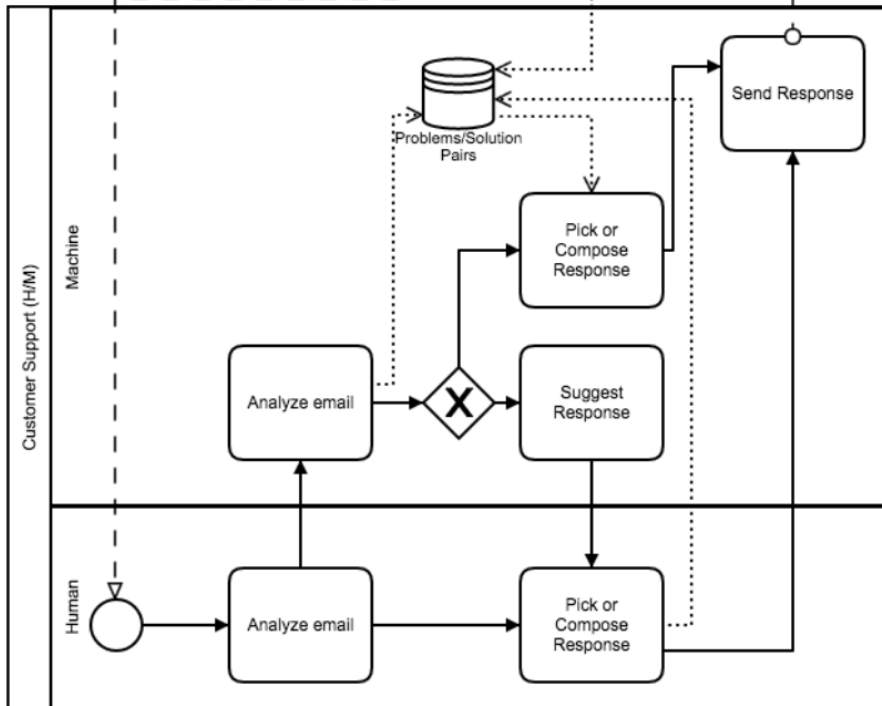 Customer Support (H/M)
Machine
Human
Problems/Solution
Pairs
Send Response
Pick or
Compose
Response
Analyze email
X
Suggest
Response
Analyze email
Pick or
Compose
Response